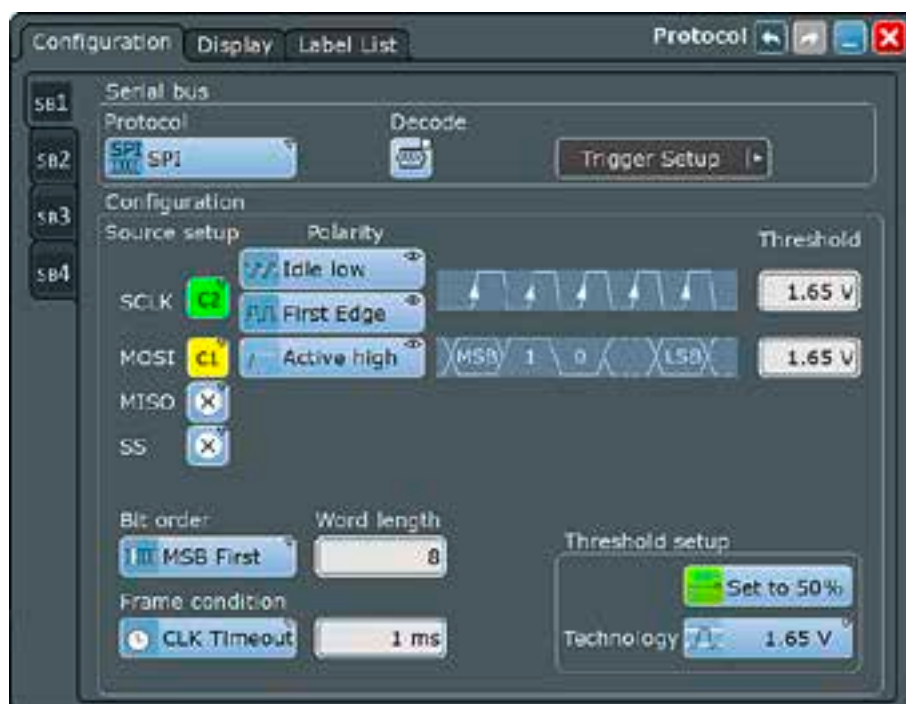 Configuration Display Label List Protocol
SB1
SB2
SB3
SB4
Serial bus
Protocol Decode
SPI SPI Trigger Setup
Configuration
Source setup Polarity Threshold
SCLK C2 Idle low 1.65 V
First Edge
MOSI C1 Active high MSB 1 0 LSB 1.65 V
MISO
SS
Bit order Word length
MSB First 8
Threshold setup
Set to 50%
Frame condition
CLK Timeout 1 ms
Technology 1.65 V